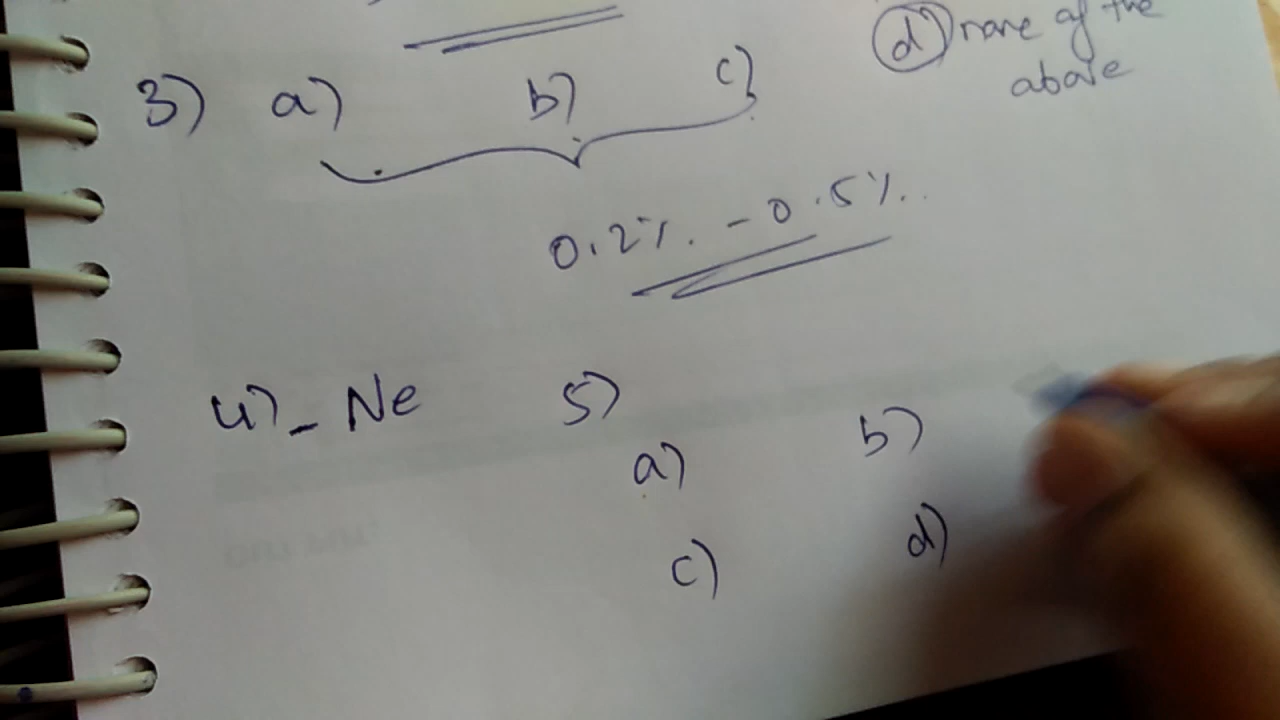 d) none of the
above
3) a) b) c)
0.2%. - 0.5%.
4) - Ne 5)
a) b)
c) d)